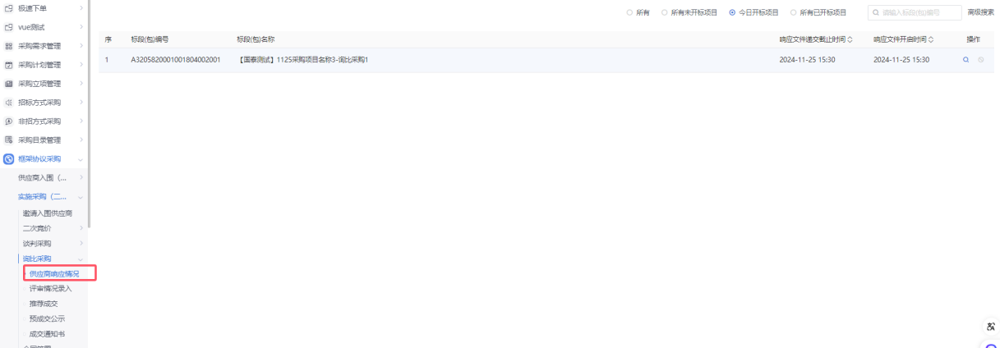 极速下单
vue测试
采购需求管理
采购计划管理
采购立项管理
招标方式采购
非招方式采购
采购目录管理
框架协议采购
供应商入围（...
实施采购（二...
邀请入围供应商
二次竞价
谈判采购
询比采购
供应商响应情况
评审情况录入
推荐成交
预成交公示
成交通知书
所有 所有未开标项目 今日开标项目 所有已开标项目 请输入标段(包)编号 高级搜索
序 标段(包)编号 标段(包)名称 响应文件递交截止时间 响应文件开启时间 操作
1 A3205820001001804002001 【国泰测试】1125采购项目名称3-询比采购1 2024-11-25 15:30 2024-11-25 15:30